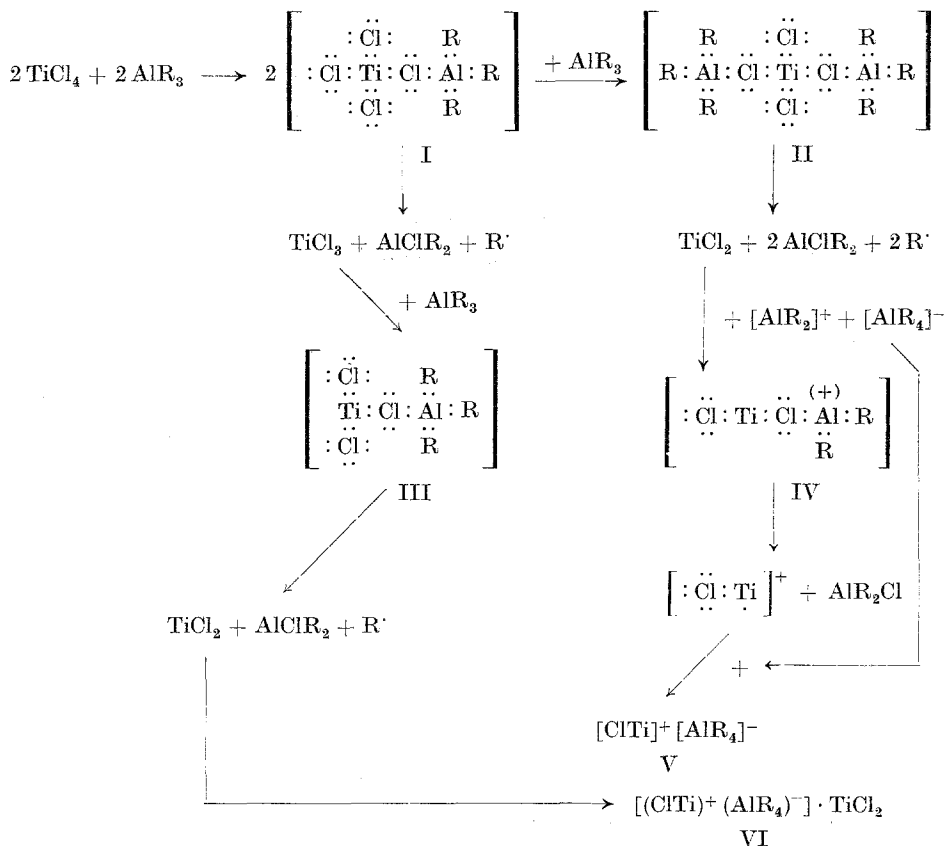 2 TiCl₄ + 2 AlR₃ ⟶ 2 [ :Cl: R
:Cl:Ti:Cl:Al:R
:Cl: R ]
+ AlR₃
[ R :Cl: R
R:Al:Cl:Ti:Cl:Al:R
R :Cl: R ]
I
II
TiCl₃ + AlClR₂ + R·
TiCl₂ + 2 AlClR₂ + 2 R·
+ AlR₃
+ [AlR₂]⁺ + [AlR₄]⁻
[ :Cl: R
Ti:Cl:Al:R
:Cl: R ]
III
(+)
[ :Cl:Ti:Cl:Al:R
R ]
IV
[ :Cl:Ti ]⁺ + AlR₂Cl
TiCl₂ + AlClR₂ + R·
+
[ClTi]⁺ [AlR₄]⁻
V
[(ClTi)⁺ (AlR₄)⁻] · TiCl₂
VI